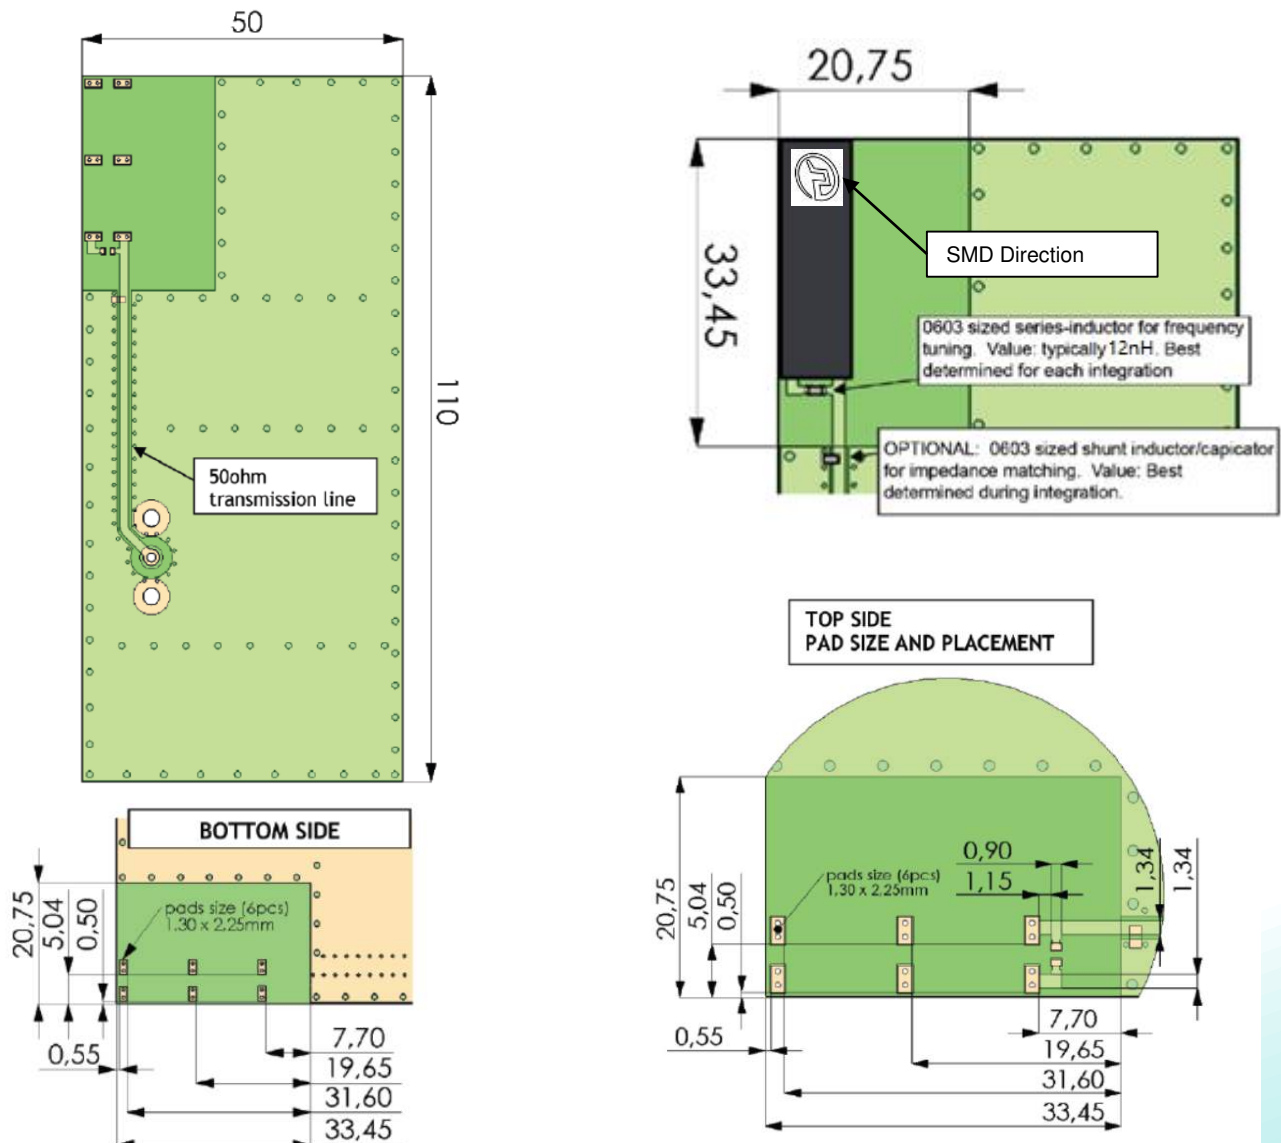 50
110
50ohm
transmission line
20,75
33,45
SMD Direction
0603 sized series-inductor for frequency
tuning. Value: typically 12nH. Best
determined for each integration
OPTIONAL: 0603 sized shunt inductor/capicator
for impedance matching. Value: Best
determined during integration.
BOTTOM SIDE
20,75
5,04
0,50
pads size (6pcs)
1.30 x 2.25mm
0,55
7,70
19,65
31,60
33,45
TOP SIDE
PAD SIZE AND PLACEMENT
20,75
5,04
0,50
pads size (6pcs)
1,30 x 2,25mm
0,90
1,15
1,34
1,34
0,55
7,70
19,65
31,60
33,45